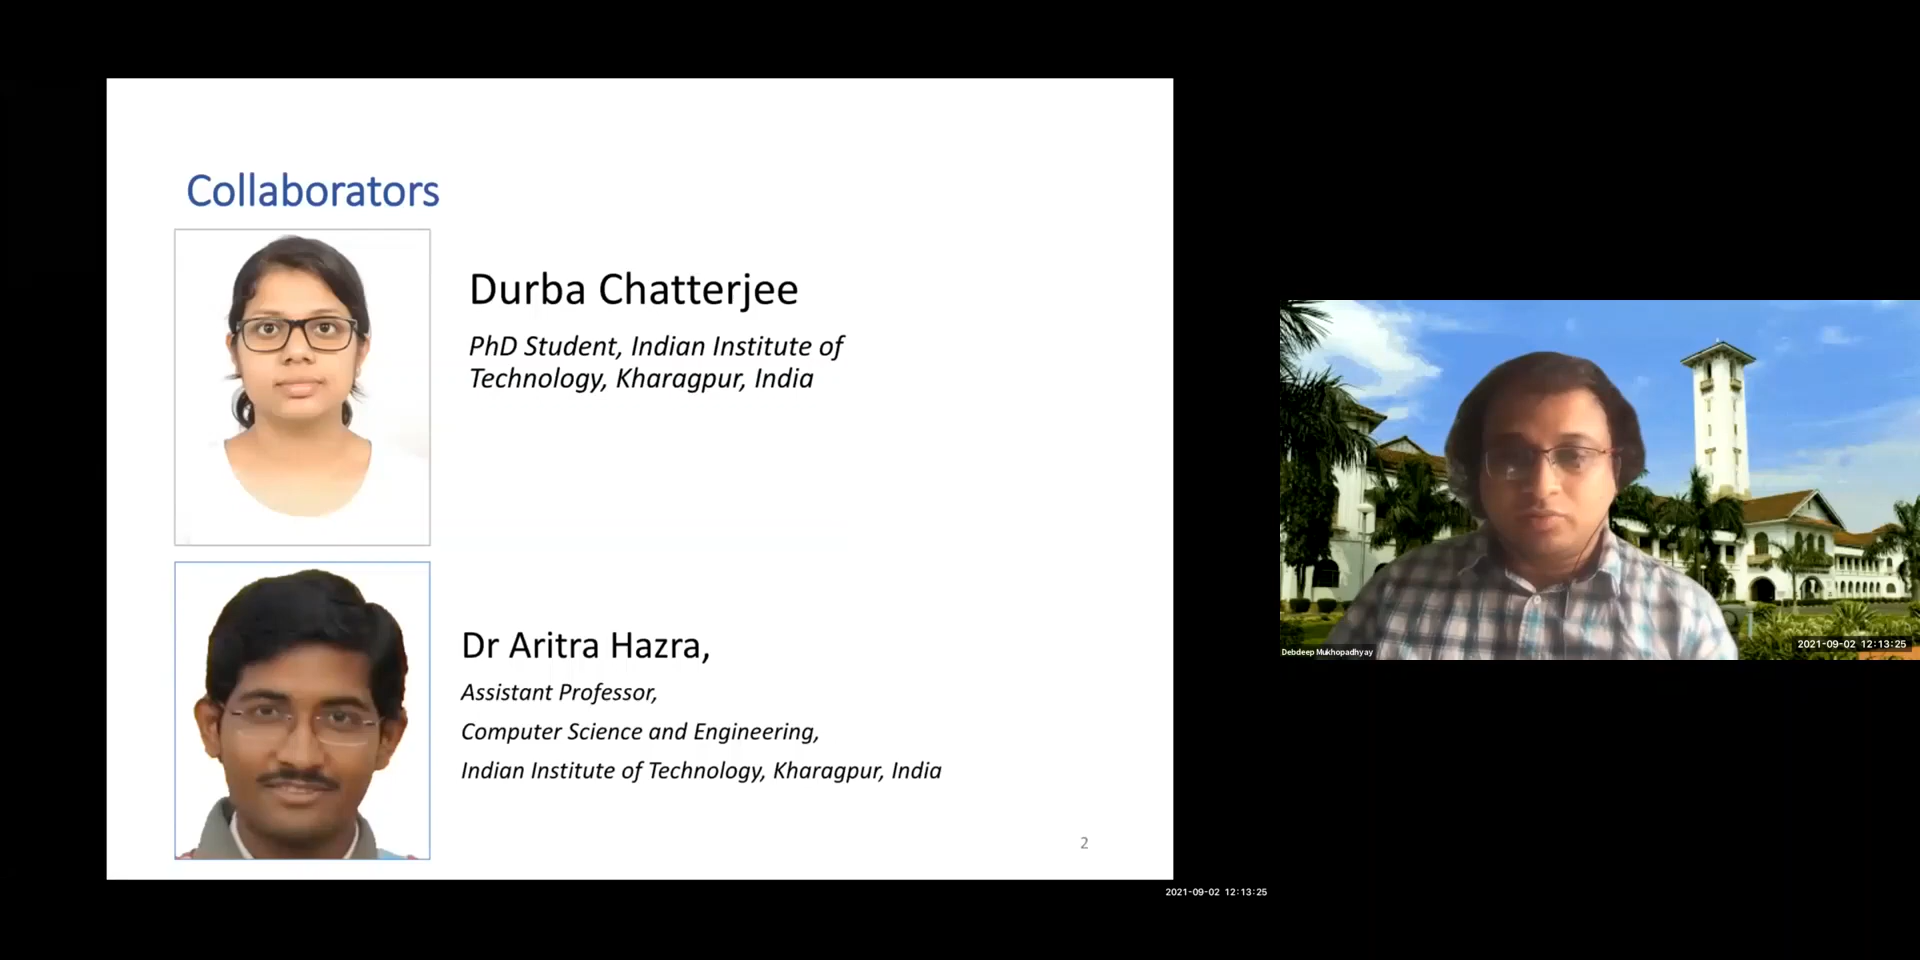 Collaborators
Durba Chatterjee
PhD Student, Indian Institute of
Technology, Kharagpur, India
Dr Aritra Hazra,
Assistant Professor,
Computer Science and Engineering,
Indian Institute of Technology, Kharagpur, India
2
2021-09-02 12:13:25
Debdeep Mukhopadhyay
2021-09-02 12:13:25